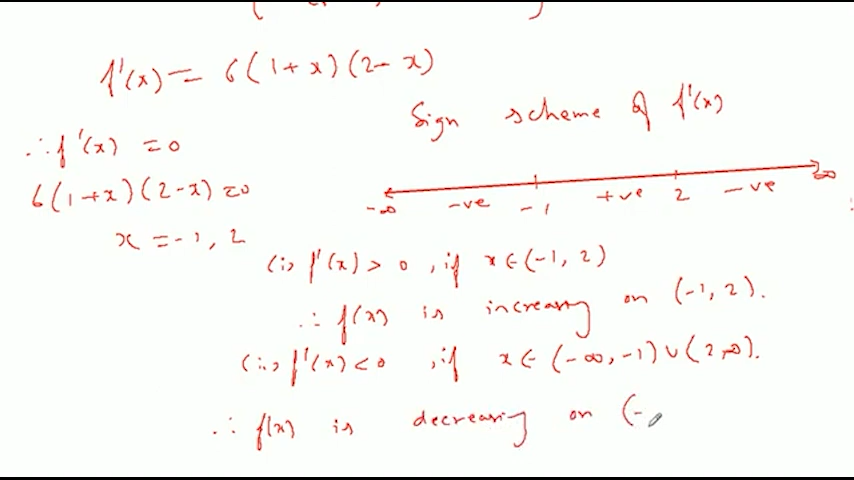 f'(x) = 6(1+x)(2-x)
Sign scheme of f'(x)
∴ f'(x) = 0
6(1+x)(2-x) = 0
-∞ -ve -1 +ve 2 -ve ∞
x = -1, 2
(i) f'(x) > 0, if x ∈ (-1, 2)
∴ f(x) is increasing on (-1, 2).
(ii) f'(x) < 0, if x ∈ (-∞, -1) ∪ (2, ∞).
∴ f(x) is decreasing on (-